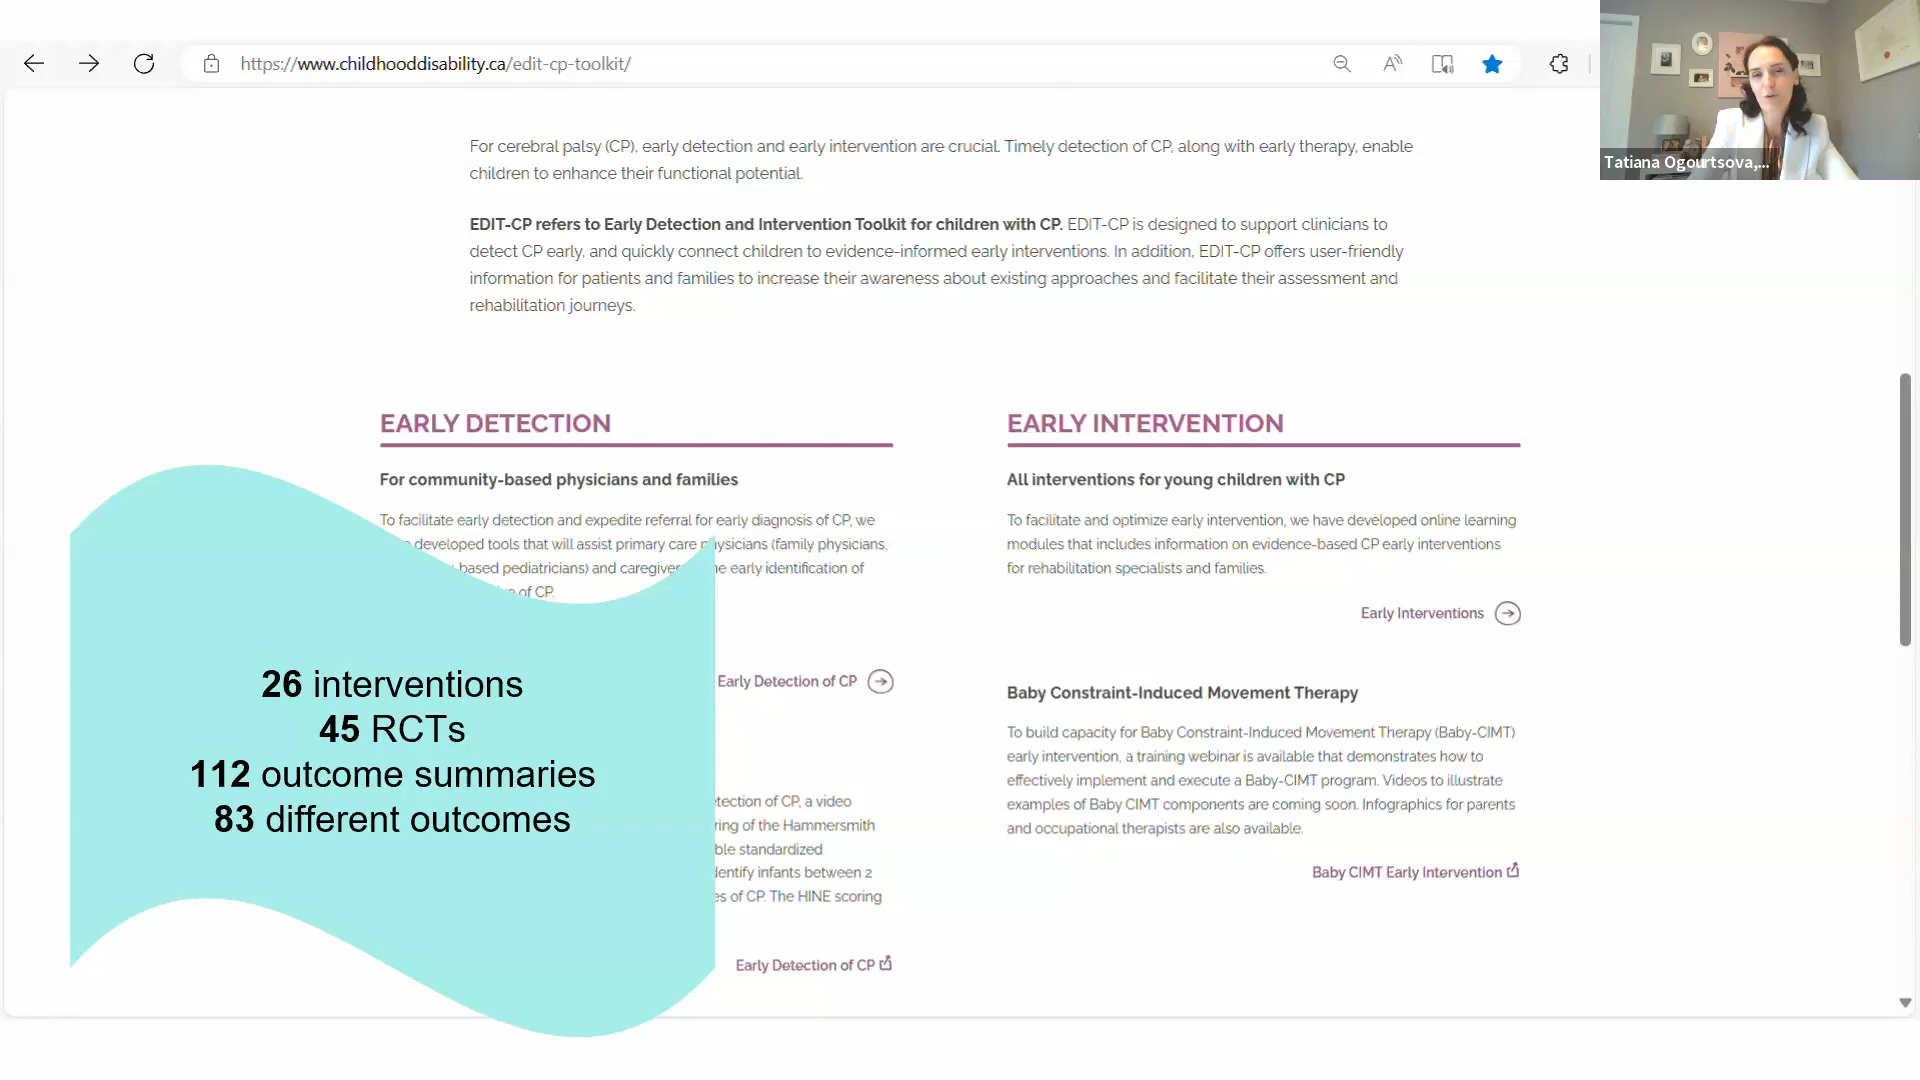 https://www.childhooddisability.ca/edit-cp-toolkit/
Tatiana Ogourtsova,...
For cerebral palsy (CP), early detection and early intervention are crucial. Timely detection of CP, along with early therapy, enable
children to enhance their functional potential.
EDIT-CP refers to Early Detection and Intervention Toolkit for children with CP. EDIT-CP is designed to support clinicians to
detect CP early, and quickly connect children to evidence-informed early interventions. In addition, EDIT-CP offers user-friendly
information for patients and families to increase their awareness about existing approaches and facilitate their assessment and
rehabilitation journeys.
EARLY DETECTION
For community-based physicians and families
To facilitate early detection and expedite referral for early diagnosis of CP, we
developed tools that will assist primary care physicians (family physicians,
based pediatricians) and caregivers early identification of
of CP.
Early Detection of CP
tection of CP, a video
ring of the Hammersmith
ble standardized
dentify infants between 2
es of CP. The HINE scoring
Early Detection of CP
26 interventions
45 RCTs
112 outcome summaries
83 different outcomes
EARLY INTERVENTION
All interventions for young children with CP
To facilitate and optimize early intervention, we have developed online learning
modules that includes information on evidence-based CP early interventions
for rehabilitation specialists and families.
Early Interventions
Baby Constraint-Induced Movement Therapy
To build capacity for Baby Constraint-Induced Movement Therapy (Baby-CIMT)
early intervention, a training webinar is available that demonstrates how to
effectively implement and execute a Baby-CIMT program. Videos to illustrate
examples of Baby CIMT components are coming soon. Infographics for parents
and occupational therapists are also available.
Baby CIMT Early Intervention